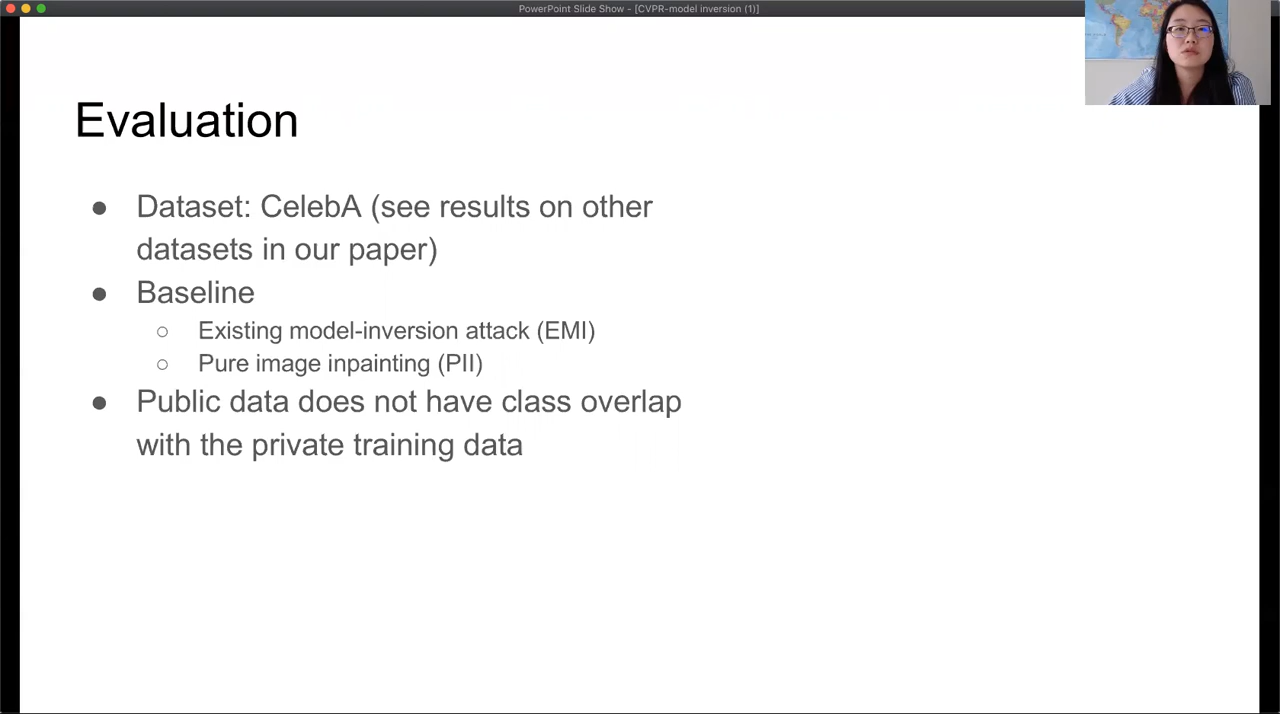 PowerPoint Slide Show - [CVPR-model inversion (1)]
Evaluation
● Dataset: CelebA (see results on other
datasets in our paper)
● Baseline
○ Existing model-inversion attack (EMI)
○ Pure image inpainting (PII)
● Public data does not have class overlap
with the private training data